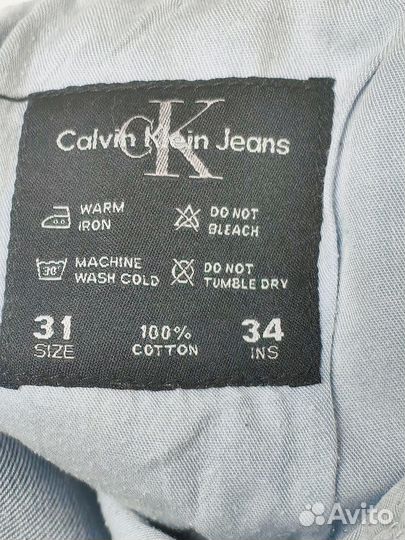 CK
Calvin Klein Jeans
WARM IRON
DO NOT BLEACH
30°
MACHINE WASH COLD
DO NOT TUMBLE DRY
31 SIZE
100% COTTON
34 INS
Avito